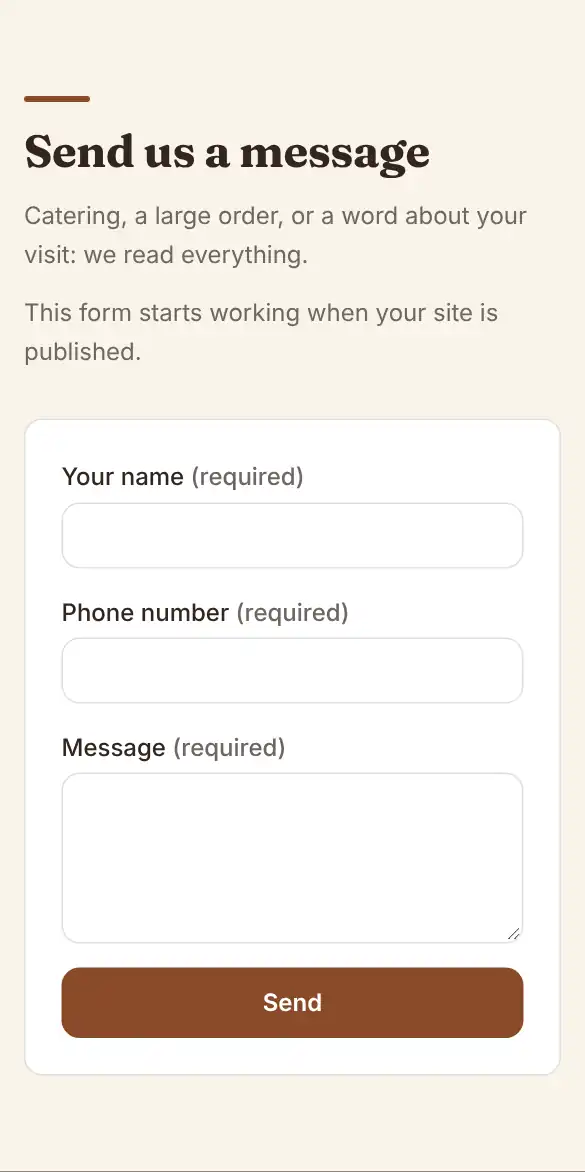 Send us a message
Catering, a large order, or a word about your
visit: we read everything.
This form starts working when your site is
published.
Your name (required)
Phone number (required)
Message (required)
Send